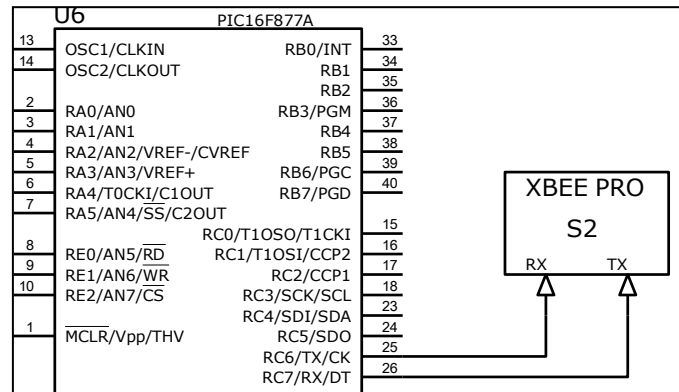 U6
PIC16F877A
13
OSC1/CLKIN
14
OSC2/CLKOUT
2
RA0/AN0
3
RA1/AN1
4
RA2/AN2/VREF-/CVREF
5
RA3/AN3/VREF+
6
RA4/T0CKI/C1OUT
7
RA5/AN4/SS/C2OUT
8
RE0/AN5/RD
9
RE1/AN6/WR
10
RE2/AN7/CS
1
MCLR/Vpp/THV
RB0/INT
33
RB1
34
RB2
35
RB3/PGM
36
RB4
37
RB5
38
RB6/PGC
39
RB7/PGD
40
RC0/T1OSO/T1CKI
15
RC1/T1OSI/CCP2
16
RC2/CCP1
17
RC3/SCK/SCL
18
RC4/SDI/SDA
23
RC5/SDO
24
RC6/TX/CK
25
RC7/RX/DT
26
XBEE PRO
S2
RX TX